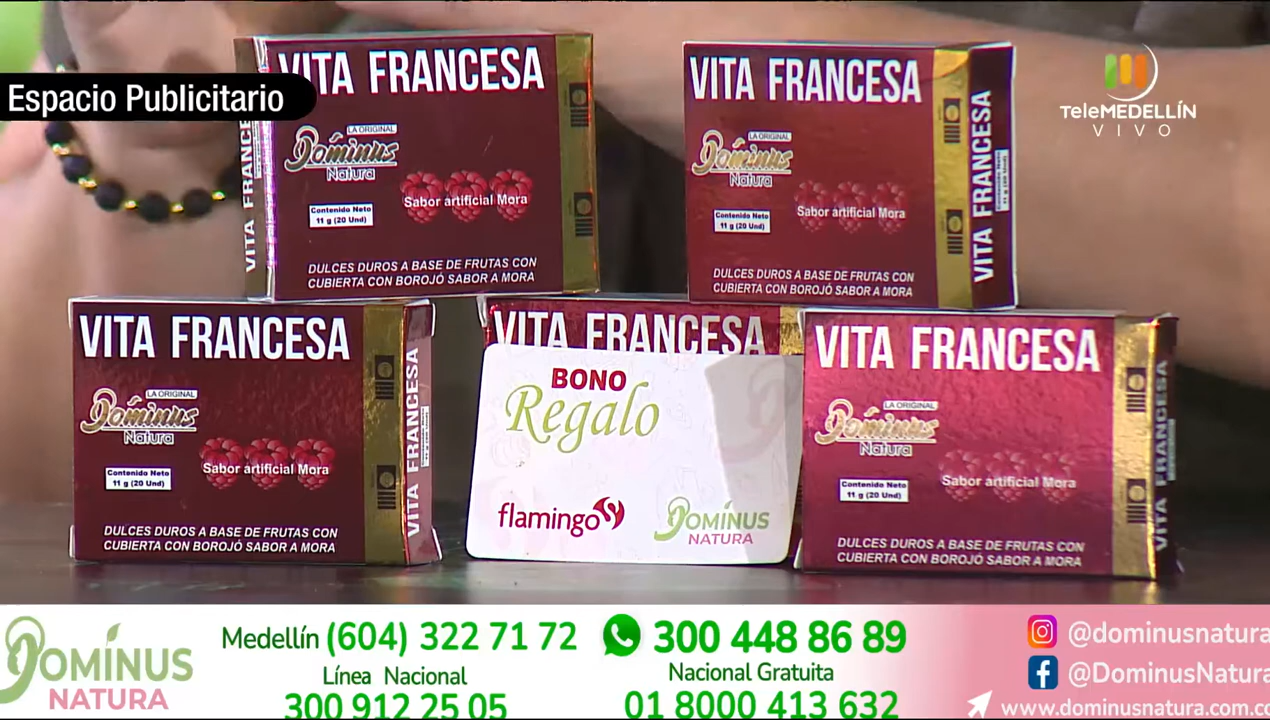 Espacio Publicitario
TeleMEDELLÍN
VIVO
VITA FRANCESA
LA ORIGINAL
Dominus
Natura
Sabor artificial Mora
Contenido Neto
11 g (20 Und)
DULCES DUROS A BASE DE FRUTAS CON
CUBIERTA CON BOROJÓ SABOR A MORA
VITA FRANCESA
VITA FRANCESA
LA ORIGINAL
Dominus
Natura
Sabor artificial Mora
Contenido Neto
11 g (20 Und)
DULCES DUROS A BASE DE FRUTAS CON
CUBIERTA CON BOROJÓ SABOR A MORA
VITA FRANCESA
VITA FRANCESA
LA ORIGINAL
Dominus
Natura
Sabor artificial Mora
Contenido Neto
11 g (20 Und)
DULCES DUROS A BASE DE FRUTAS CON
CUBIERTA CON BOROJÓ SABOR A MORA
VITA FRANCESA
VITA FRANCESA
BONO
Regalo
flamingo
DOMINUS
NATURA
VITA FRANCESA
LA ORIGINAL
Dominus
Natura
Sabor artificial Mora
Contenido Neto
11 g (20 Und)
DULCES DUROS A BASE DE FRUTAS CON
CUBIERTA CON BOROJÓ SABOR A MORA
VITA FRANCESA
DOMINUS
NATURA
Medellín (604) 322 71 72
Línea Nacional
300 912 25 05
300 448 86 89
Nacional Gratuita
01 8000 413 632
@dominusnatura
@DominusNatura
www.dominusnatura.com.co